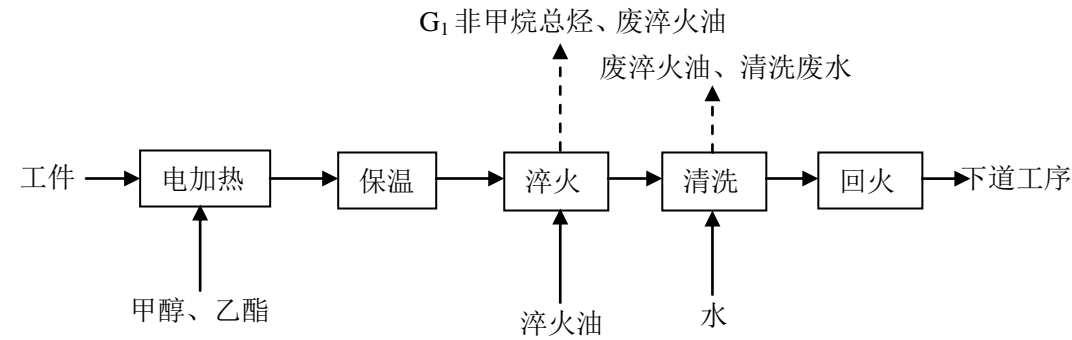 G₁ 非甲烷总烃、废淬火油
废淬火油、清洗废水
工件
电加热
保温
淬火
清洗
回火
下道工序
甲醇、乙酯
淬火油
水